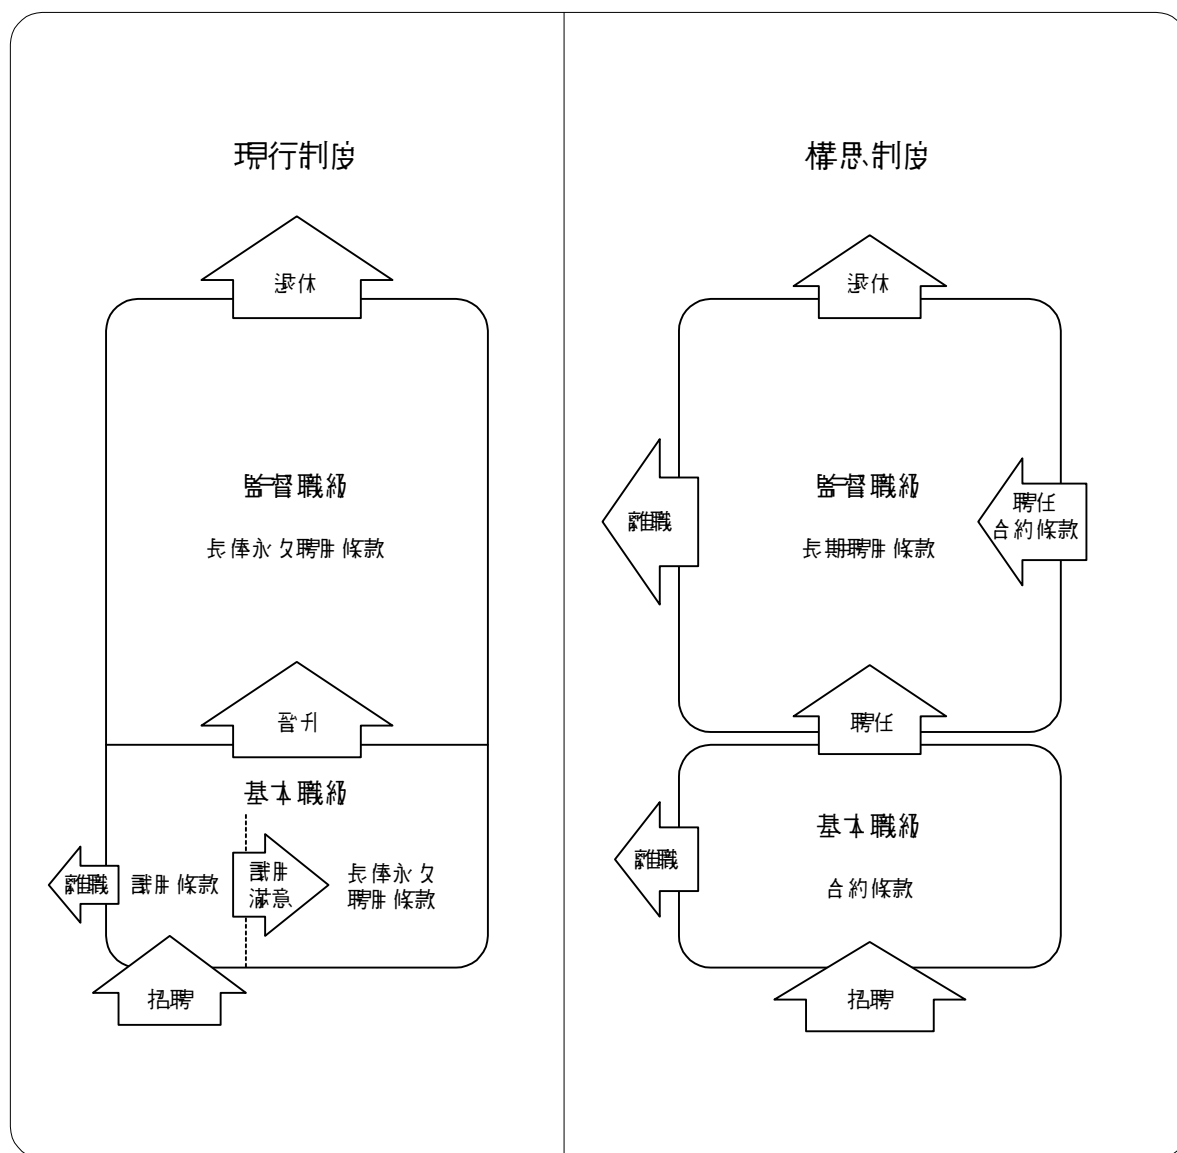 現行制度
退休
監督職級
長俸永久聘用條款
晉升
基本職級
離職
試用條款
試用
滿意
長俸永久
聘用條款
招聘
構思制度
退休
監督職級
長期聘用條款
離職
聘任
合約條款
聘任
基本職級
合約條款
離職
招聘